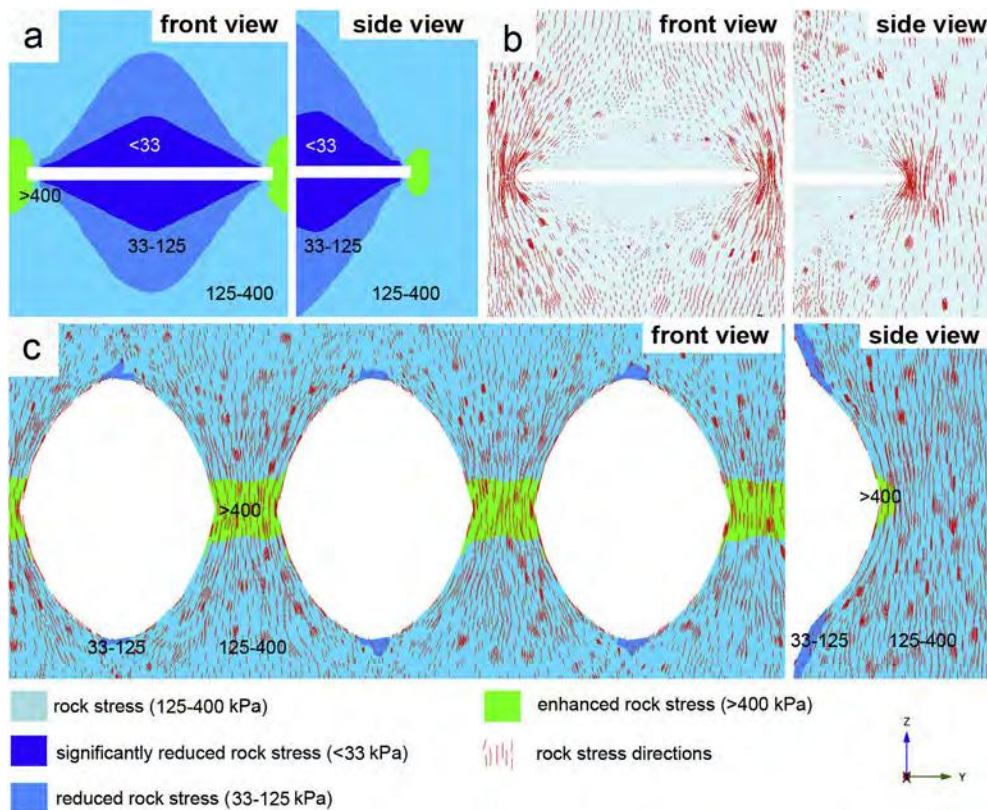 a
front view
side view
b
front view
side view
<33
<33
>400
33-125
33-125
125-400
125-400
c
front view
side view
>400
>400
33-125
125-400
33-125
125-400
rock stress (125-400 kPa)
enhanced rock stress (>400 kPa)
significantly reduced rock stress (<33 kPa)
rock stress directions
reduced rock stress (33-125 kPa)
Z
X
Y